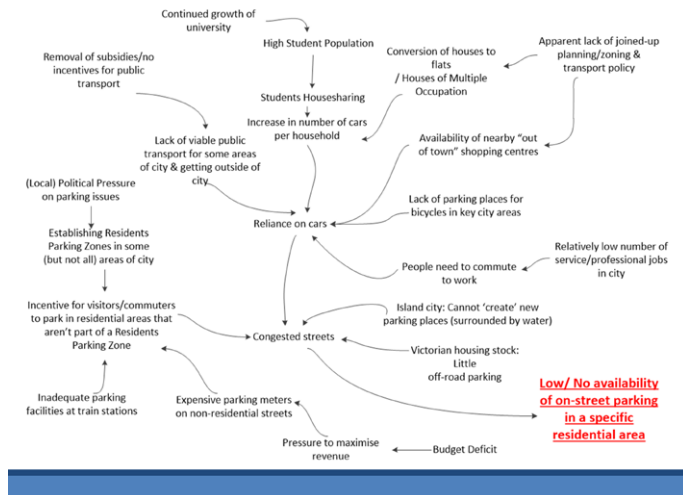 Continued growth of
university
High Student Population
Removal of subsidies/no
incentives for public
transport
Conversion of houses to
flats
/ Houses of Multiple
Occupation
Apparent lack of joined-up
planning/zoning &
transport policy
Students Housesharing
Increase in number of cars
per household
Lack of viable public
transport for some areas
of city & getting outside of
city
Availability of nearby “out
of town” shopping centres
(Local) Political Pressure
on parking issues
Lack of parking places for
bicycles in key city areas
Reliance on cars
Establishing Residents
Parking Zones in some
(but not all) areas of city
People need to commute
to work
Relatively low number of
service/professional jobs
in city
Incentive for visitors/commuters
to park in residential areas that
aren’t part of a Residents
Parking Zone
Island city: Cannot ‘create’ new
parking places (surrounded by water)
Congested streets
Victorian housing stock:
Little
off-road parking
Low/ No availability
of on-street parking
in a specific
residential area
Inadequate parking
facilities at train stations
Expensive parking meters
on non-residential streets
Pressure to maximise
revenue
Budget Deficit